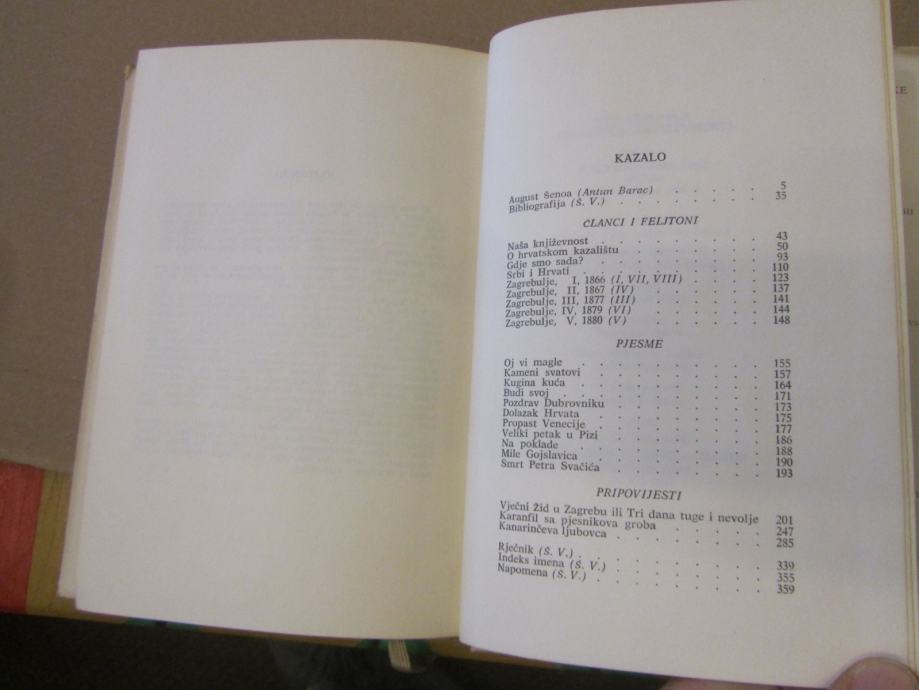 KAZALO
August Šenoa (Antun Barac) . . . . . 5
Bibliografija (Š. V.) . . . . . . . . 35
ČLANCI I FELJTONI
Naša književnost . . . . . . . . 43
O hrvatskom kazalištu . . . . . . . 50
Gdje smo sada? . . . . . . . . 93
Srbi i Hrvati . . . . . . . . 110
Zagrebulje, I, 1866 (I, VII, VIII) . . . . 123
Zagrebulje, II, 1867 (IV) . . . . . . 137
Zagrebulje, III, 1877 (III) . . . . . . 141
Zagrebulje, IV, 1879 (VI) . . . . . . 144
Zagrebulje, V, 1880 (V) . . . . . . 148
PJESME
Oj vi magle . . . . . . . . . 155
Kameni svatovi . . . . . . . . 157
Kugina kuća . . . . . . . . . 164
Budi svoj . . . . . . . . . . 171
Pozdrav Dubrovniku . . . . . . . 173
Dolazak Hrvata . . . . . . . . 175
Propast Venecije . . . . . . . . 177
Veliki petak u Pizi . . . . . . . 186
Na poklade . . . . . . . . . 188
Mile Gojslavica . . . . . . . . 190
Smrt Petra Svačića . . . . . . . 193
PRIPOVIJESTI
Vječni Žid u Zagrebu ili Tri dana tuge i nevolje 201
Karanfil sa pjesnikova groba . . . . . 247
Kanarinčeva ljubovca . . . . . . . 285
Rječnik (Š. V.) . . . . . . . . 339
Indeks imena (Š. V.) . . . . . . . 355
Napomena (Š. V.) . . . . . . . . 359